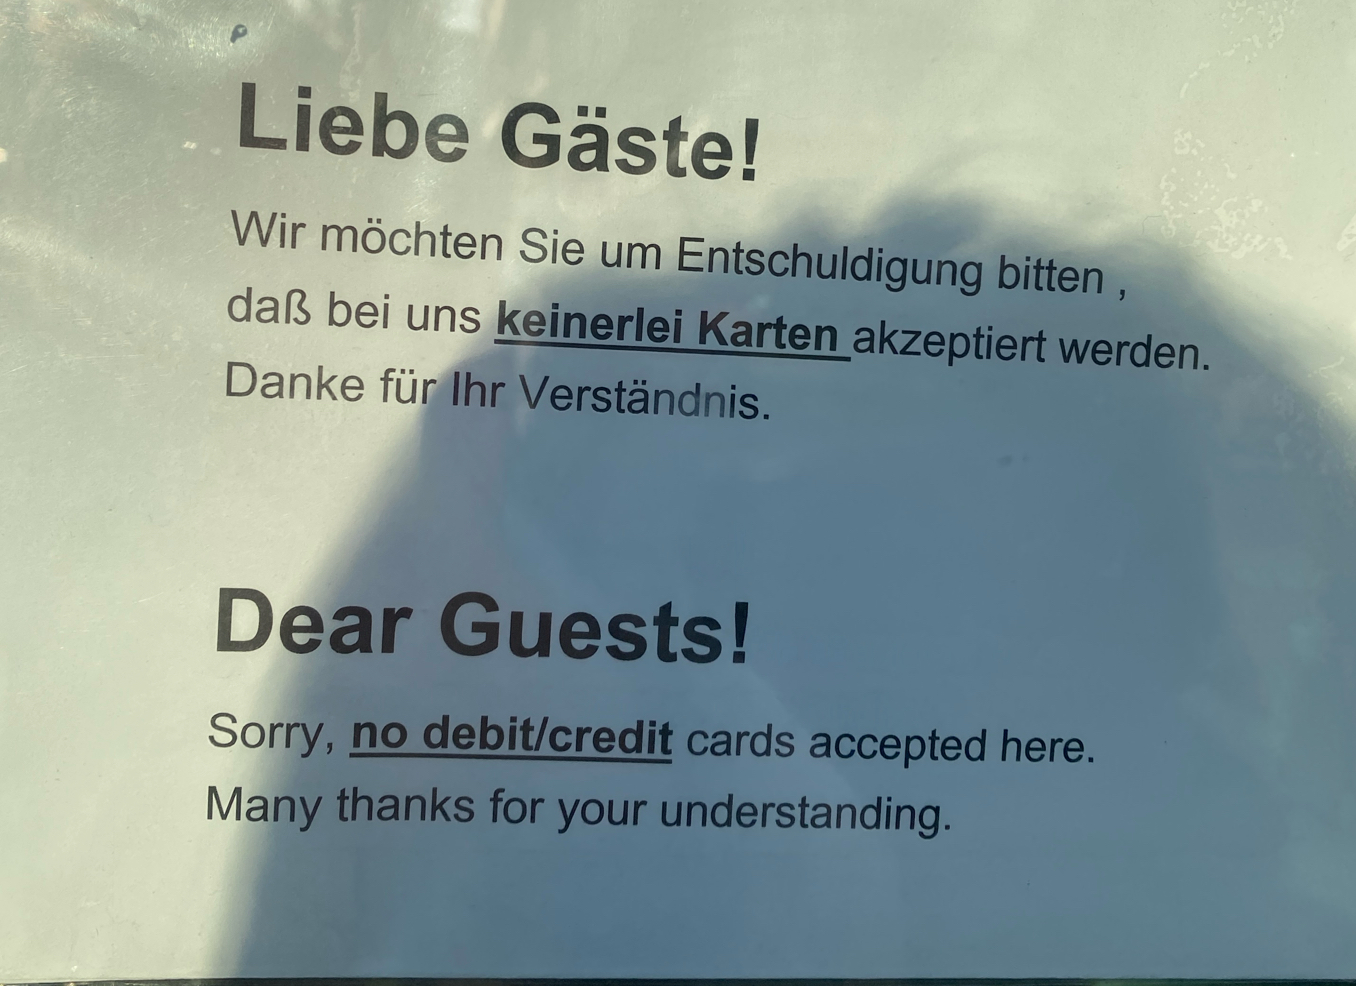 Liebe Gäste!
Wir möchten Sie um Entschuldigung bitten ,
daß bei uns keinerlei Karten akzeptiert werden.
Danke für Ihr Verständnis.
Dear Guests!
Sorry, no debit/credit cards accepted here.
Many thanks for your understanding.